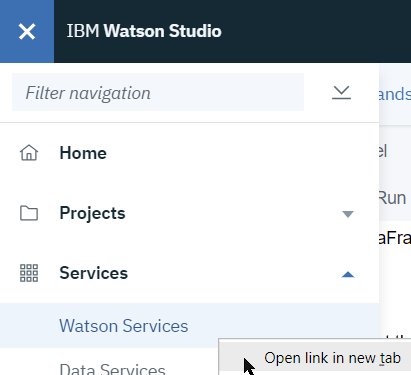 IBM Watson Studio
Filter navigation
ands
Home
el
Projects
Run
aFra
Services
Watson Services
Open link in new tab
Data Services